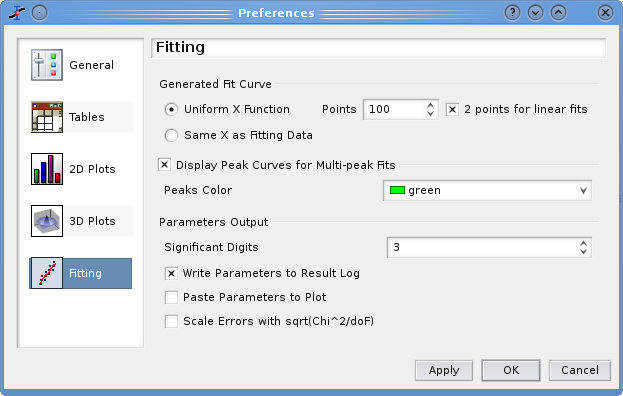 Preferences
Fitting
General
Tables
2D Plots
3D Plots
Fitting
Generated Fit Curve
Uniform X Function Points 100 2 points for linear fits
Same X as Fitting Data
Display Peak Curves for Multi-peak Fits
Peaks Color green
Parameters Output
Significant Digits 3
Write Parameters to Result Log
Paste Parameters to Plot
Scale Errors with sqrt(Chi^2/doF)
Apply OK Cancel